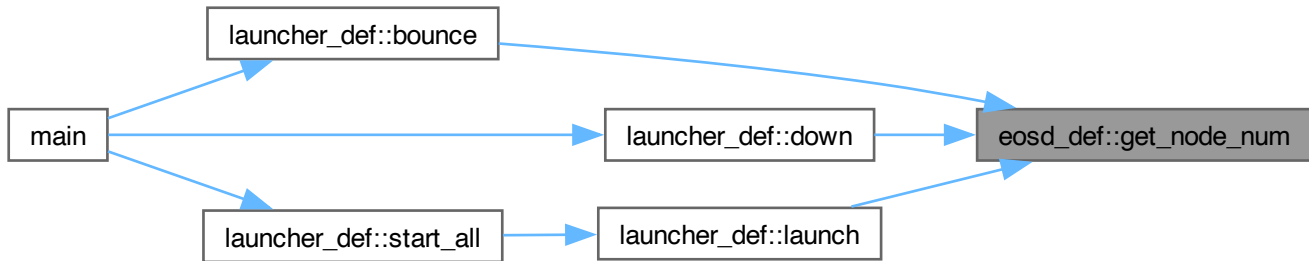 launcher_def::bounce
main
launcher_def::down
eosd_def::get_node_num
launcher_def::start_all
launcher_def::launch